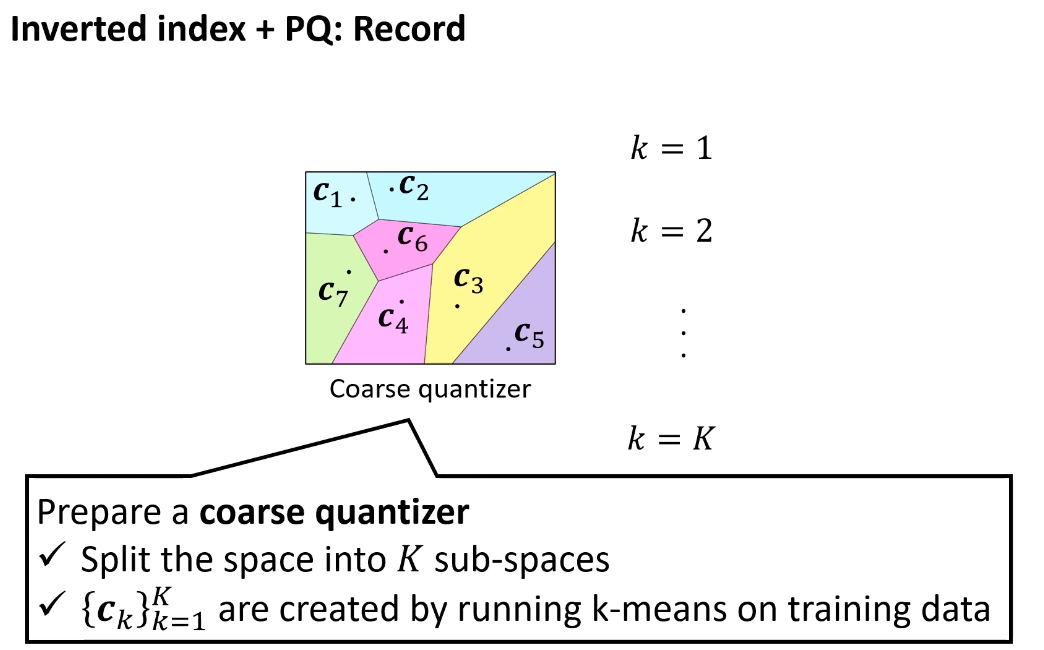 Inverted index + PQ: Record
k = 1
c₁
c₂
k = 2
c₆
c₃
c₇
c₄
c₅
⋮
Coarse quantizer
k = K
Prepare a coarse quantizer
✓ Split the space into K sub-spaces
✓ {cₖ}ᴷₖ₌₁ are created by running k-means on training data